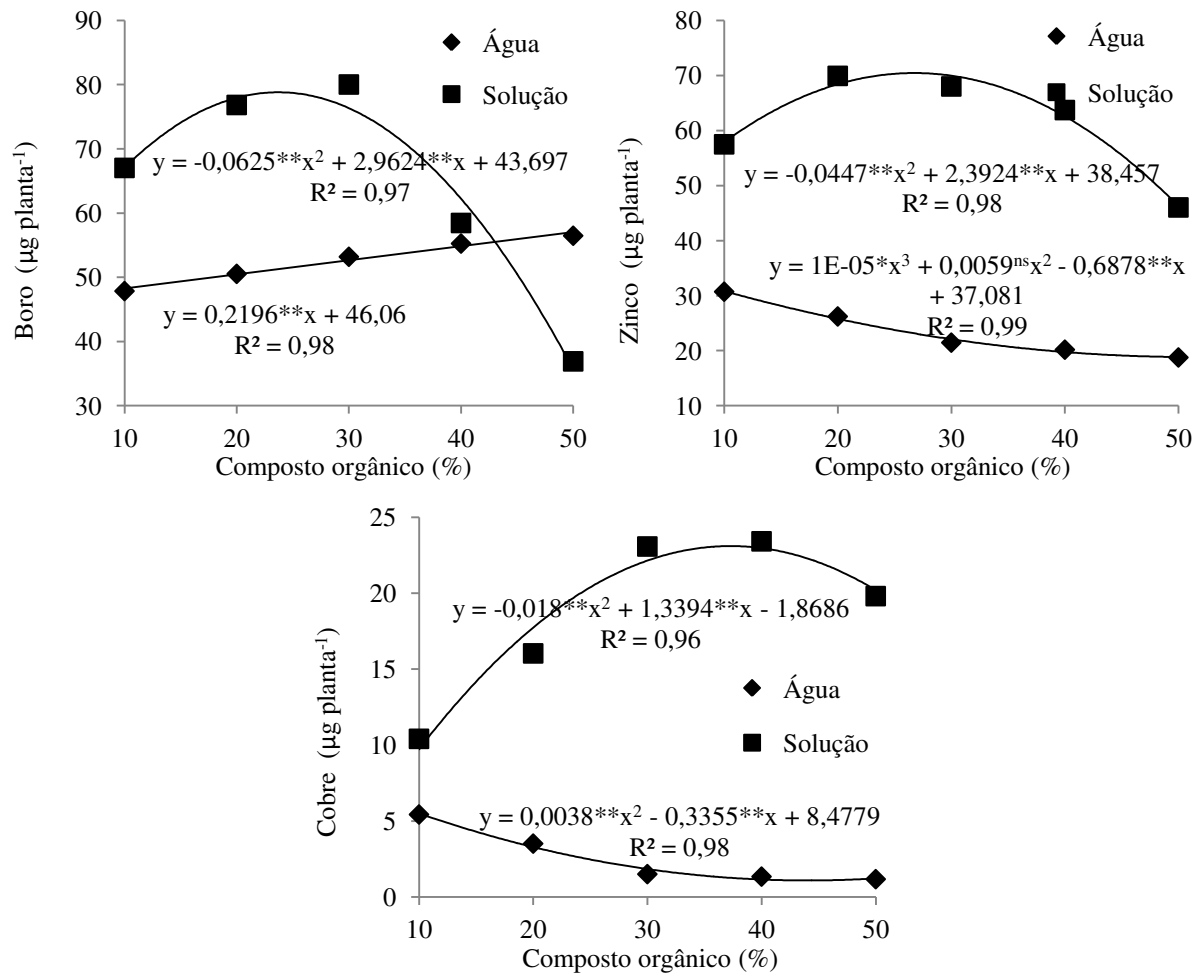 90
80
70
60
50
40
30
Boro (µg planta⁻¹)
Água
Solução
y = -0,0625**x² + 2,9624**x + 43,697
R² = 0,97
y = 0,2196**x + 46,06
R² = 0,98
10 20 30 40 50
Composto orgânico (%)
80
70
60
50
40
30
20
10
Zinco (µg planta⁻¹)
Água
Solução
y = -0,0447**x² + 2,3924**x + 38,457
R² = 0,98
y = 1E-05*x³ + 0,0059ⁿˢx² - 0,6878**x
+ 37,081
R² = 0,99
10 20 30 40 50
Composto orgânico (%)
25
20
15
10
5
0
Cobre (µg planta⁻¹)
y = -0,018**x² + 1,3394**x - 1,8686
R² = 0,96
Água
Solução
y = 0,0038**x² - 0,3355**x + 8,4779
R² = 0,98
10 20 30 40 50
Composto orgânico (%)